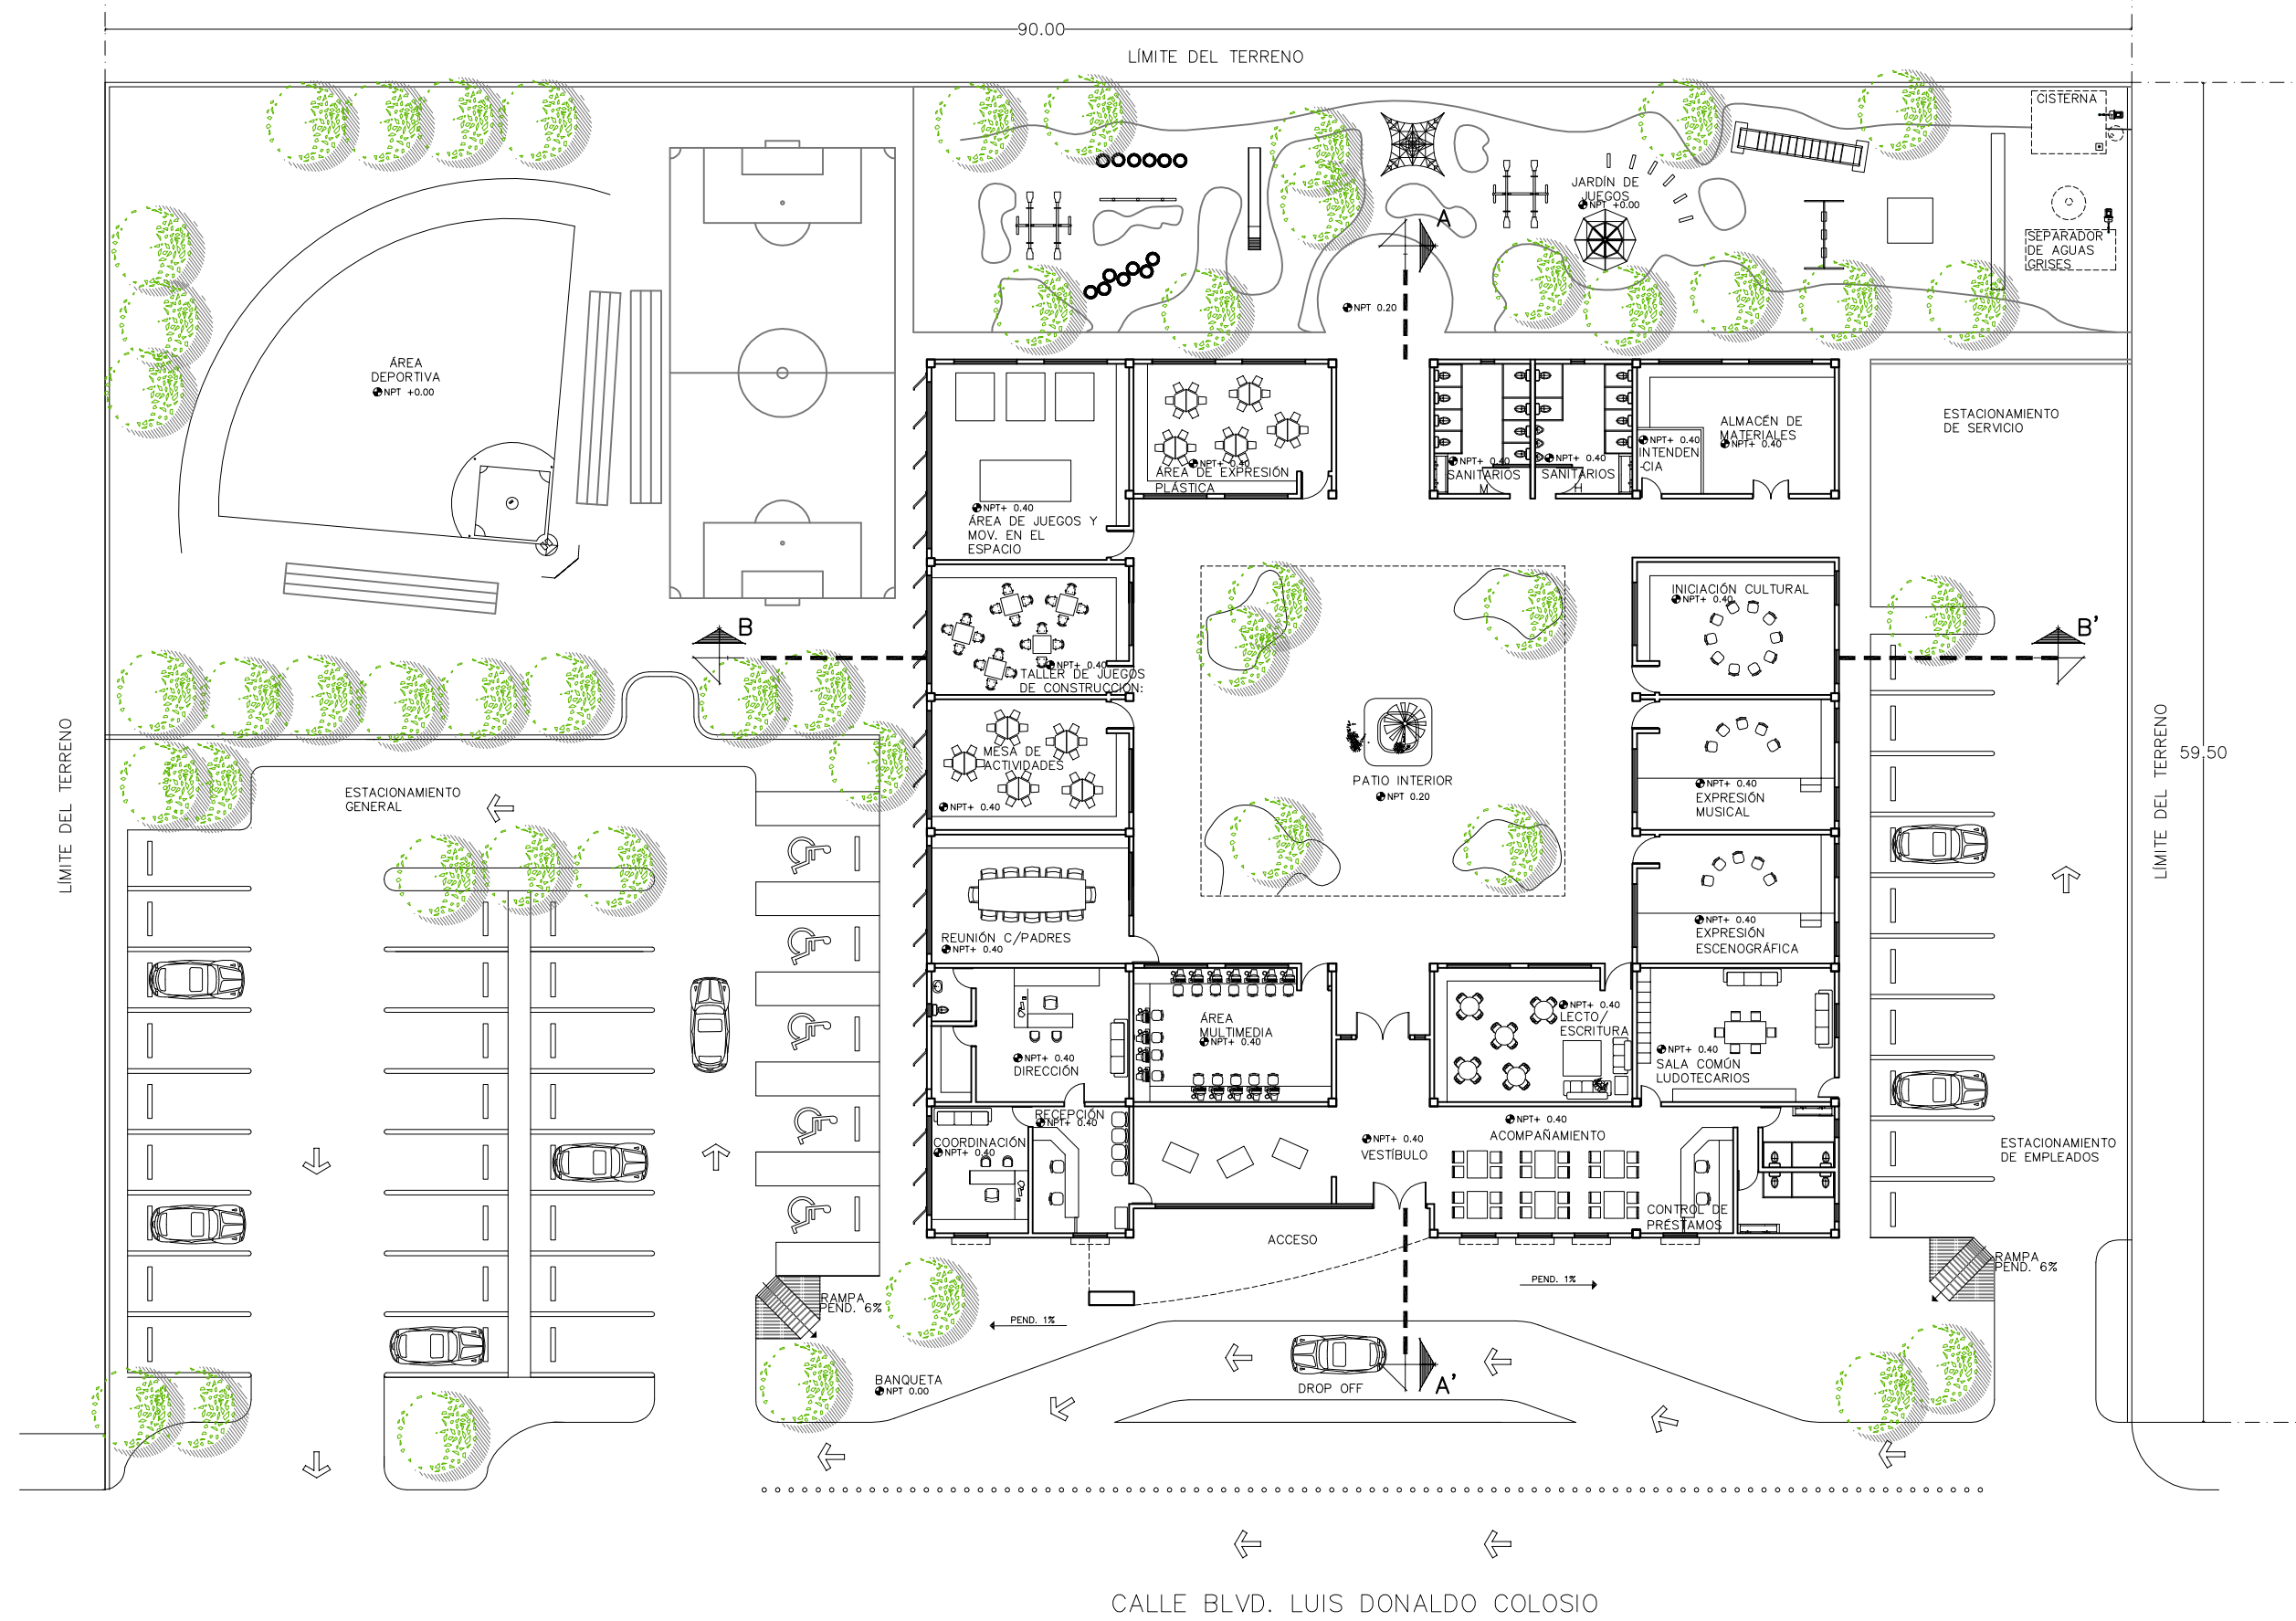 90.00
LÍMITE DEL TERRENO
CISTERNA
JARDÍN DE
JUEGOS
NPT +0.00
A
SEPARADOR
DE AGUAS
GRISES
NPT 0.20
ÁREA
DEPORTIVA
NPT +0.00
ESTACIONAMIENTO
DE SERVICIO
ALMACÉN DE
MATERIALES
NPT+ 0.40
NPT+ 0.40
INTENDEN
-CIA
NPT+ 0.40
SANITARIOS
M
NPT+ 0.40
SANITARIOS
H
NPT+ 0.40
ÁREA DE EXPRESIÓN
PLÁSTICA
NPT+ 0.40
ÁREA DE JUEGOS Y
MOV. EN EL
ESPACIO
INICIACIÓN CULTURAL
NPT+ 0.40
B
B'
NPT+ 0.40
TALLER DE JUEGOS
DE CONSTRUCCIÓN:
LÍMITE DEL TERRENO
LÍMITE DEL TERRENO
59.50
MESA DE
ACTIVIDADES
NPT+ 0.40
PATIO INTERIOR
NPT 0.20
NPT+ 0.40
EXPRESIÓN
MUSICAL
ESTACIONAMIENTO
GENERAL
NPT+ 0.40
EXPRESIÓN
ESCENOGRÁFICA
REUNIÓN C/PADRES
NPT+ 0.40
ÁREA
MULTIMEDIA
NPT+ 0.40
NPT+ 0.40
LECTO/
ESCRITURA
NPT+ 0.40
SALA COMÚN
LUDOTECARIOS
NPT+ 0.40
DIRECCIÓN
RECEPCIÓN
NPT+ 0.40
COORDINACIÓN
NPT+ 0.40
NPT+ 0.40
VESTÍBULO
NPT+ 0.40
ACOMPAÑAMIENTO
ESTACIONAMIENTO
DE EMPLEADOS
CONTROL DE
PRÉSTAMOS
ACCESO
RAMPA
PEND. 6%
PEND. 1%
RAMPA
PEND. 6%
PEND. 1%
BANQUETA
NPT 0.00
DROP OFF
A'
CALLE BLVD. LUIS DONALDO COLOSIO